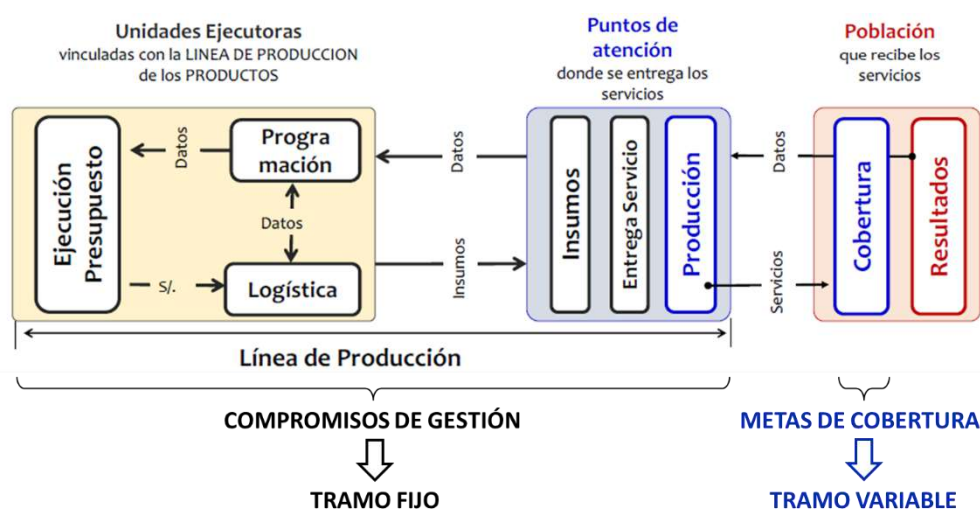 Unidades Ejecutoras
vinculadas con la LINEA DE PRODUCCION
de los PRODUCTOS
Puntos de
atención
donde se entrega los
servicios
Población
que recibe los
servicios
Ejecución
Presupuesto
Datos
Progra
mación
Datos
S/.
Logística
Datos
Insumos
Insumos
Entrega Servicio
Producción
Datos
Servicios
Cobertura
Resultados
Línea de Producción
COMPROMISOS DE GESTIÓN
METAS DE COBERTURA
TRAMO FIJO
TRAMO VARIABLE